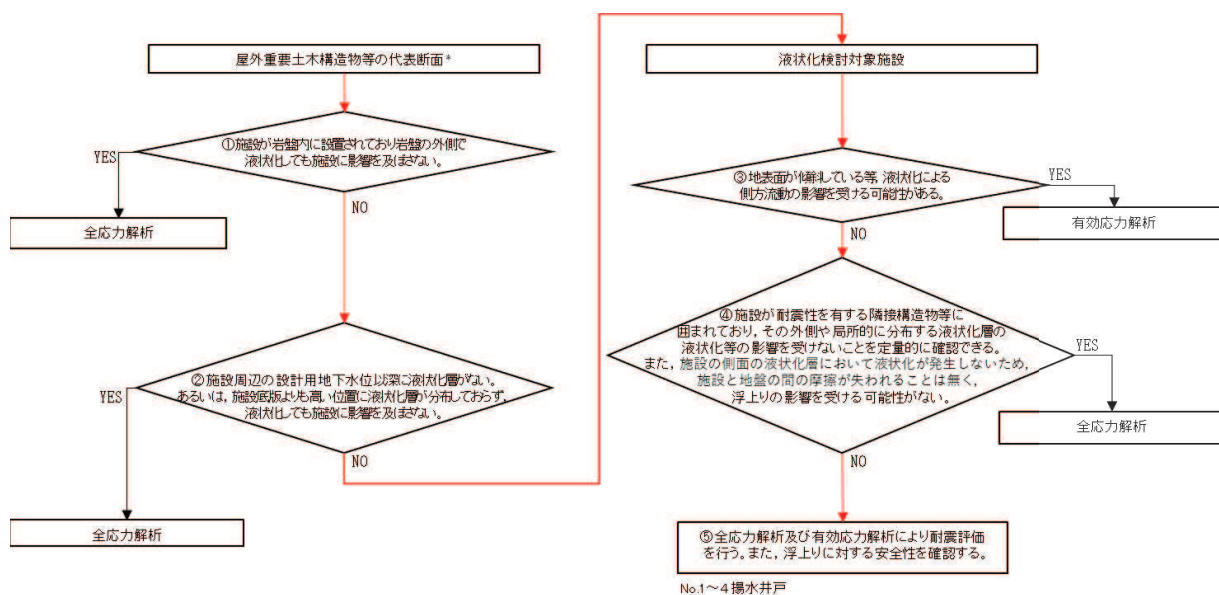 屋外重要土木構造物等の代表断面*
①施設が岩盤内に設置されており岩盤の外側で
液状化しても施設に影響を及ぼさない。
YES
NO
全応力解析
②施設周辺の設計用地下水位以深に液状化層がない。
あるいは,施設底版よりも高い位置に液状化層が分布しておらず,
液状化しても施設に影響を及ぼさない。
YES
NO
全応力解析
液状化検討対象施設
③地表面が傾斜している等,液状化による
側方流動の影響を受ける可能性がある。
YES
NO
有効応力解析
④施設が耐震性を有する隣接構造物等に
囲まれており,その外側や局所的に分布する液状化層の
液状化等の影響を受けないことを定量的に確認できる。
また,施設の側面の液状化層において液状化が発生しないため,
施設と地盤の間の摩擦が失われることは無く,
浮上りの影響を受ける可能性がない。
YES
NO
全応力解析
⑤全応力解析及び有効応力解析により耐震評価
を行う。また,浮上りに対する安全性を確認する。
No.1～4揚水井戸